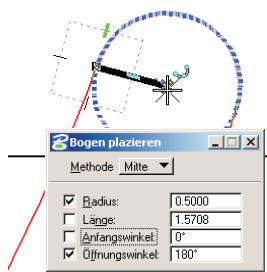 Bogen plazieren
Methode Mitte
Radius: 0.5000
Länge: 1.5708
Anfangswinkel: 0°
Öffnungswinkel: 180°